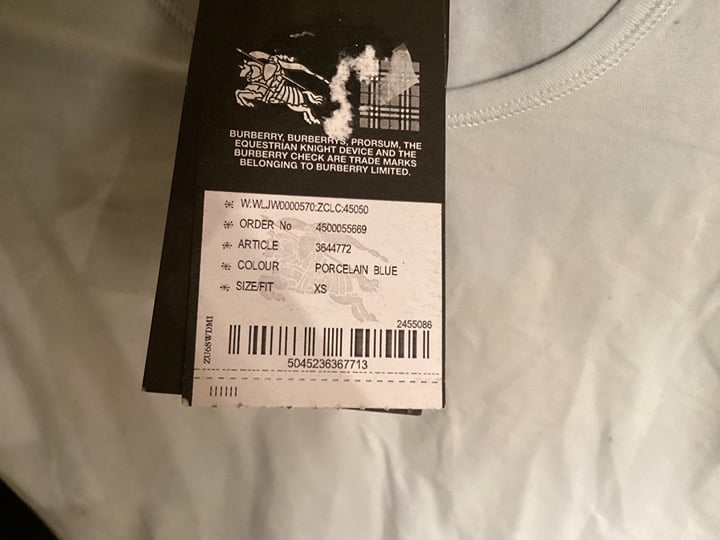 BURBERRY, BURBERRYS, PRORSUM, THE
EQUESTRIAN KNIGHT DEVICE AND THE
BURBERRY CHECK ARE TRADE MARKS
BELONGING TO BURBERRY LIMITED.
W:WLJW0000570:ZCLC:45050
ORDER No 4500055669
ARTICLE 3644772
COLOUR PORCELAIN BLUE
SIZE/FIT XS
2455086
ZU6SWDMI
5045236367713